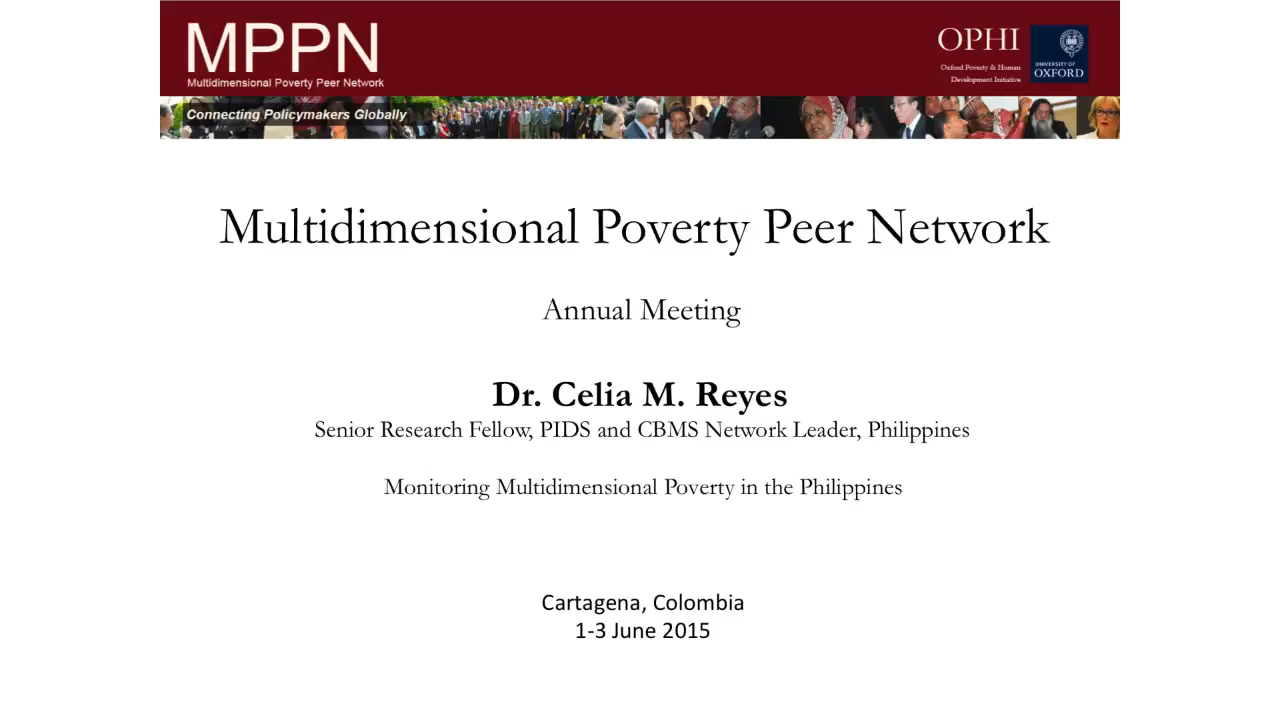 MPPN
Multidimensional Poverty Peer Network
OPHI
Oxford Poverty & Human
Development Initiative
UNIVERSITY OF
OXFORD
Connecting Policymakers Globally
Multidimensional Poverty Peer Network
Annual Meeting
Dr. Celia M. Reyes
Senior Research Fellow, PIDS and CBMS Network Leader, Philippines
Monitoring Multidimensional Poverty in the Philippines
Cartagena, Colombia
1-3 June 2015